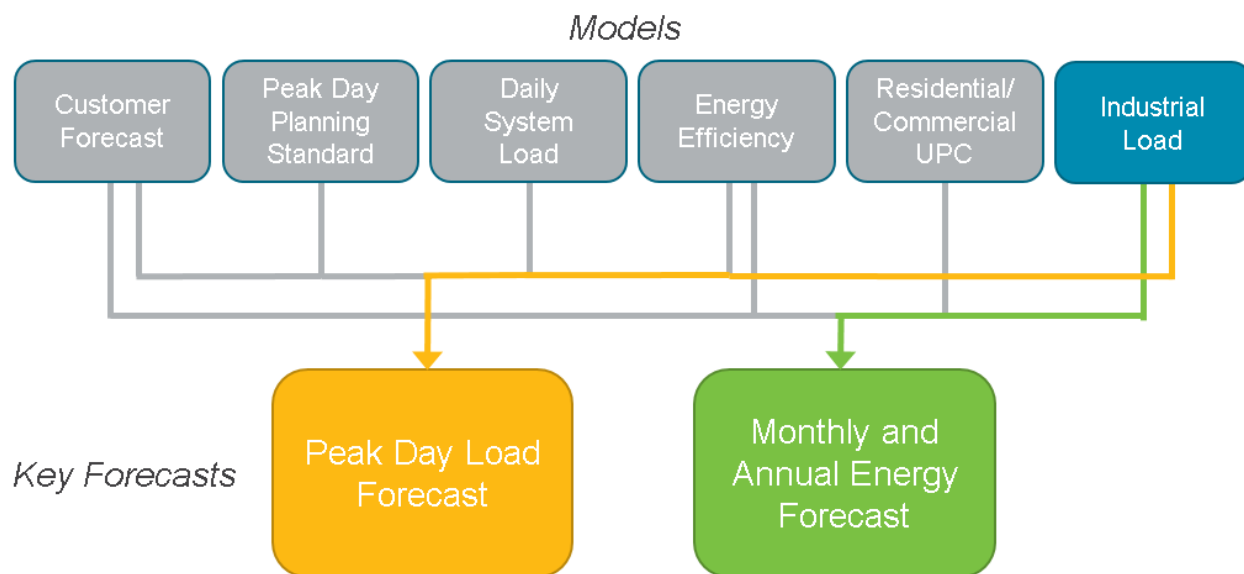 Models
Customer
Forecast
Peak Day
Planning
Standard
Daily
System
Load
Energy
Efficiency
Residential/
Commercial
UPC
Industrial
Load
Key Forecasts
Peak Day Load
Forecast
Monthly and
Annual Energy
Forecast